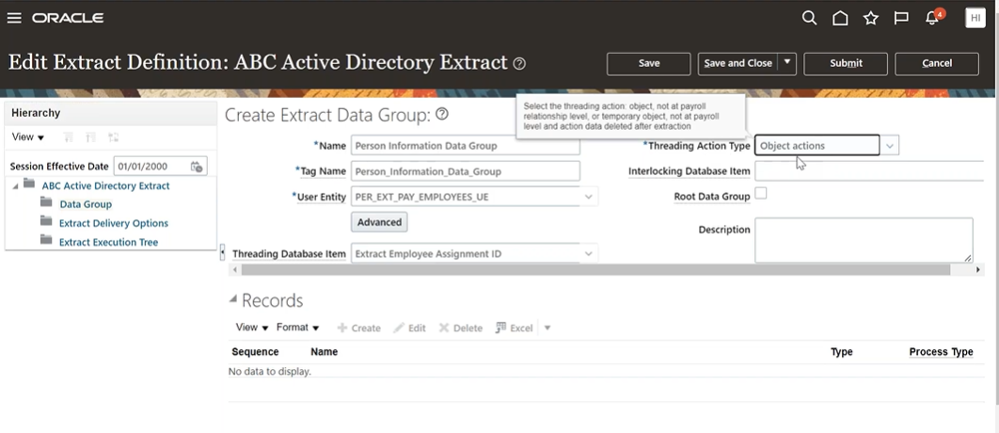 ORACLE
4
HI
Edit Extract Definition: ABC Active Directory Extract
Save
Save and Close
Submit
Cancel
Hierarchy
View
Session Effective Date 01/01/2000
ABC Active Directory Extract
Data Group
Extract Delivery Options
Extract Execution Tree
Create Extract Data Group:
Select the threading action: object, not at payroll
relationship level, or temporary object, not at payroll
level and action data deleted after extraction
*Name Person Information Data Group
*Tag Name Person_Information_Data_Group
*User Entity PER_EXT_PAY_EMPLOYEES_UE
Advanced
Threading Database Item Extract Employee Assignment ID
*Threading Action Type Object actions
Interlocking Database Item
Root Data Group
Description
Records
View Format Create Edit Delete Excel
Sequence Name Type Process Type
No data to display.